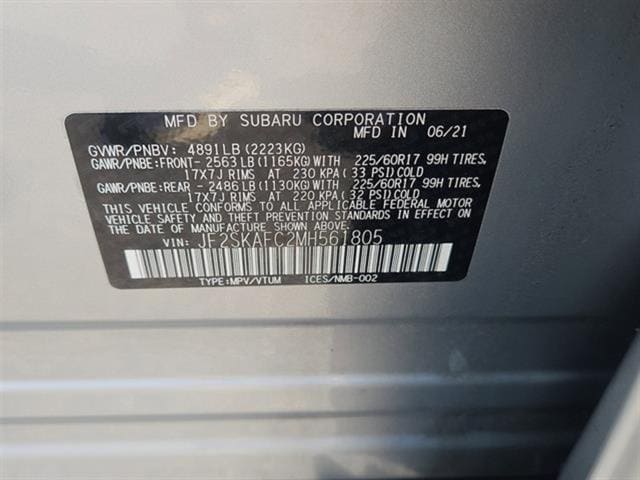 MFD BY SUBARU CORPORATION
MFD IN 06/21
GVWR/PNBV: 4891LB(2223KG)
GAWR/PNBE:FRONT-2563LB(1165KG)WITH 225/60R17 99H TIRES.
17X7J RIMS AT 230 KPA(33 PSI)COLD
GAWR/PNBE:REAR -2486LB(1130KG)WITH 225/60R17 99H TIRES.
17X7J RIMS AT 220 KPA(32 PSI)COLD
THIS VEHICLE CONFORMS TO ALL APPLICABLE FEDERAL MOTOR
VEHICLE SAFETY AND THEFT PREVENTION STANDARDS IN EFFECT ON
THE DATE OF MANUFACTURE SHOWN ABOVE.
VIN: JF2SKAFC2MH561805
TYPE:MPV/VTUM ICES/NMB-002